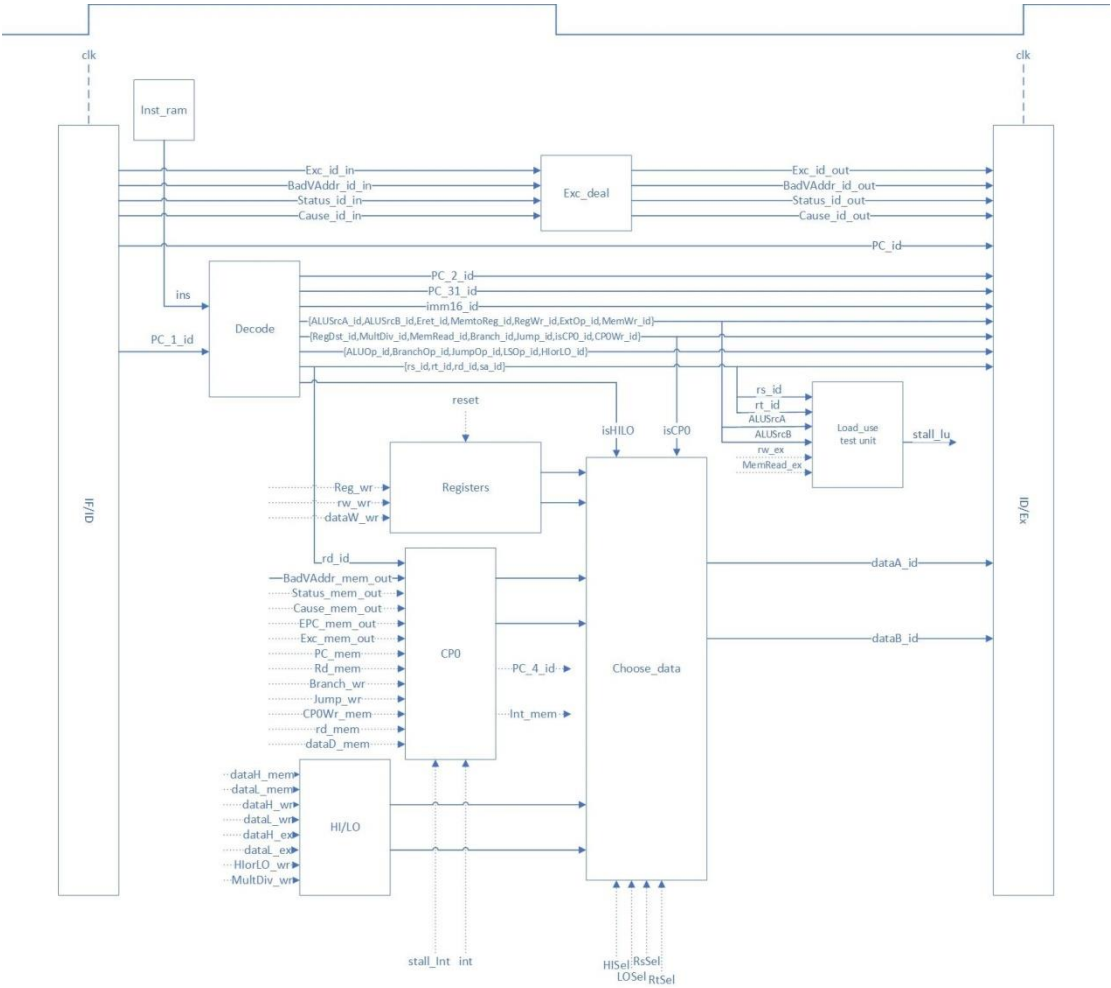 clk
clk
Inst_ram
Exc_id_in
Exc_id_out
BadVAddr_id_in
Exc_deal
BadVAddr_id_out
Status_id_in
Status_id_out
Cause_id_in
Cause_id_out
PC_id
PC_2_id
PC_31_id
ins
imm16_id
Decode
{ALUSrcA_id,ALUSrcB_id,Eret_id,MemtoReg_id,RegWr_id,ExtOp_id,MemWr_id}
{RegDst_id,MultDiv_id,MemRead_id,Branch_id,Jump_id,isCP0_id,CP0Wr_id}
PC_1_id
{ALUOp_id,BranchOp_id,JumpOp_id,LSOp_id,HIorLO_id}
{rs_id,rt_id,rd_id,sa_id}
rs_id
reset
rt_id
isHILO
isCP0
ALUSrcA
Load_use
test unit
stall_lu
ALUSrcB
rw_ex
MemRead_ex
Registers
Reg_wr
rw_wr
dataW_wr
IF/ID
ID/Ex
rd_id
dataA_id
BadVAddr_mem_out
Status_mem_out
Cause_mem_out
EPC_mem_out
Exc_mem_out
dataB_id
PC_mem
CP0
Rd_mem
PC_4_id
Choose_data
Branch_wr
Jump_wr
CP0Wr_mem
Int_mem
rd_mem
dataD_mem
dataH_mem
dataL_mem
dataH_wr
dataL_wr
HI/LO
dataH_ex
dataL_ex
HIorLO_wr
MultDiv_wr
stall_Int
int
HISel
RsSel
LOSel
RtSel